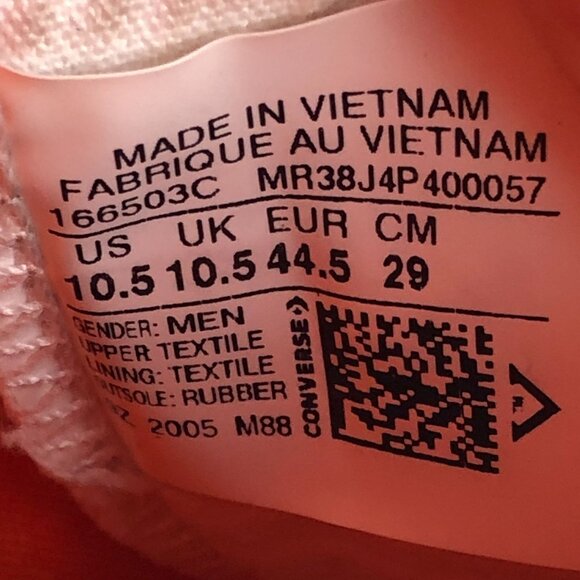 MADE IN VIETNAM
FABRIQUE AU VIETNAM
166503C MR38J4P400057
US UK EUR CM
10.5 10.5 44.5 29
GENDER: MEN
UPPER TEXTILE
LINING: TEXTILE
OUTSOLE: RUBBER
2005 M88
CONVERSE
TM